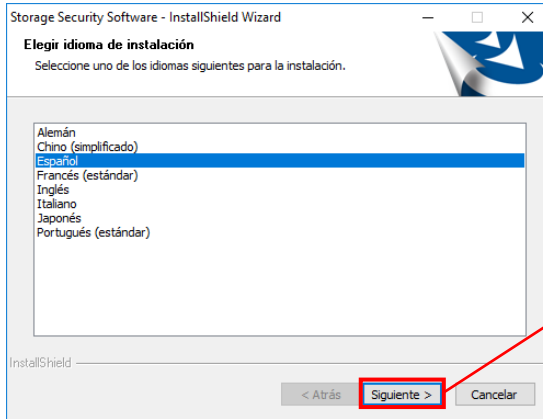 Storage Security Software - InstallShield Wizard
Elegir idioma de instalación
Seleccione uno de los idiomas siguientes para la instalación.
Alemán
Chino (simplificado)
Español
Francés (estándar)
Inglés
Italiano
Japonés
Portugués (estándar)
InstallShield
< Atrás Siguiente > Cancelar